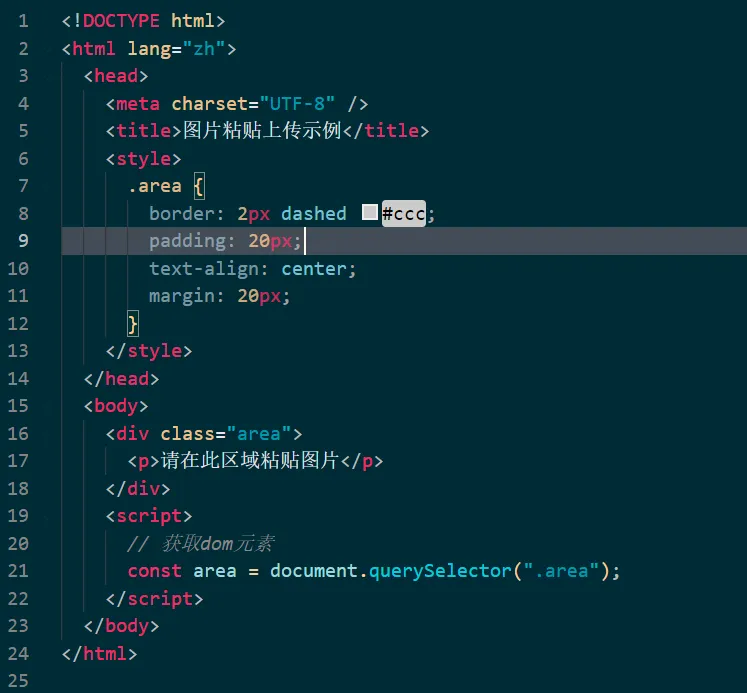 1 <!DOCTYPE html>
2 <html lang="zh">
3 <head>
4 <meta charset="UTF-8" />
5 <title>图片粘贴上传示例</title>
6 <style>
7 .area {
8 border: 2px dashed #ccc;
9 padding: 20px;
10 text-align: center;
11 margin: 20px;
12 }
13 </style>
14 </head>
15 <body>
16 <div class="area">
17 <p>请在此区域粘贴图片</p>
18 </div>
19 <script>
20 // 获取dom元素
21 const area = document.querySelector(".area");
22 </script>
23 </body>
24 </html>
25